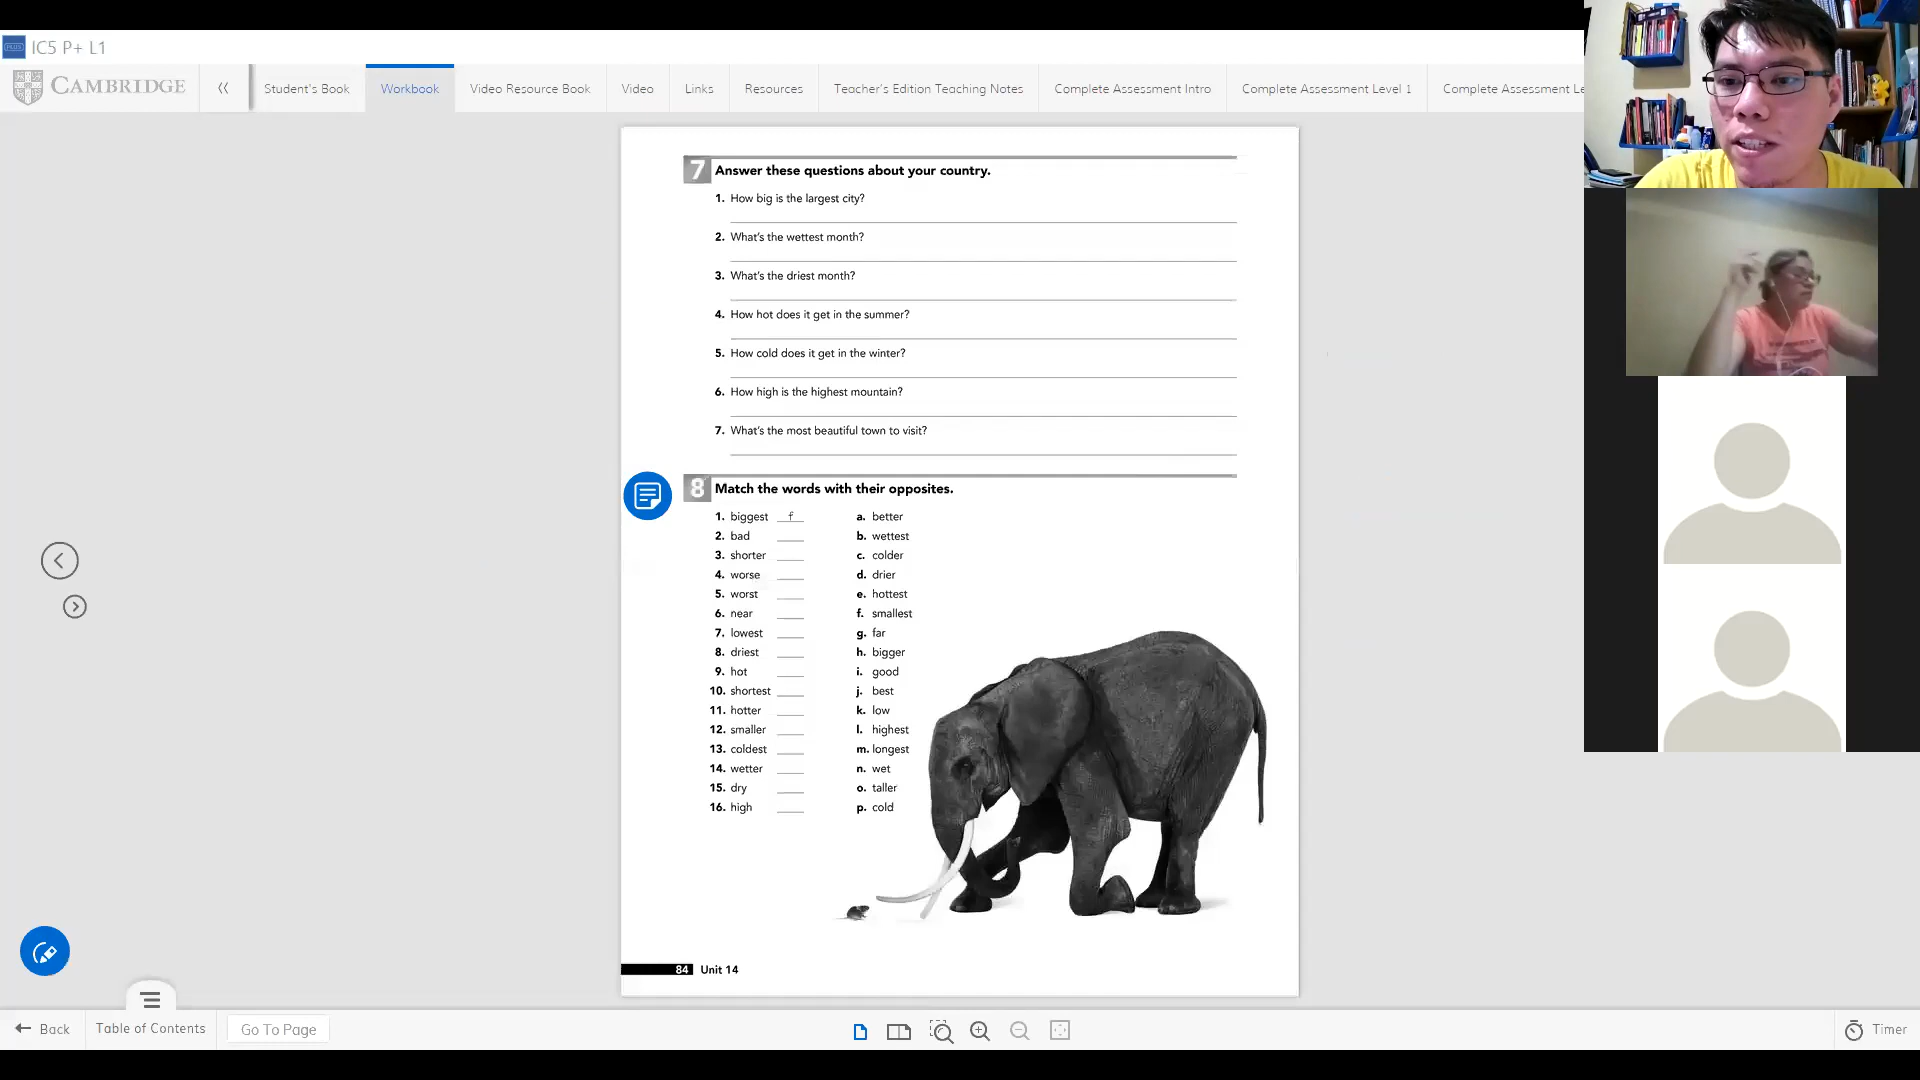 IC5 P+ L1
CAMBRIDGE
Student's Book
Workbook
Video Resource Book
Video
Links
Resources
Teacher's Edition Teaching Notes
Complete Assessment Intro
Complete Assessment Level 1
Complete Assessment Le
7 Answer these questions about your country.
1. How big is the largest city?
2. What's the wettest month?
3. What's the driest month?
4. How hot does it get in the summer?
5. How cold does it get in the winter?
6. How high is the highest mountain?
7. What's the most beautiful town to visit?
8 Match the words with their opposites.
1. biggest f a. better
2. bad b. wettest
3. shorter c. colder
4. worse d. drier
5. worst e. hottest
6. near f. smallest
7. lowest g. far
8. driest h. bigger
9. hot i. good
10. shortest j. best
11. hotter k. low
12. smaller l. highest
13. coldest m. longest
14. wetter n. wet
15. dry o. taller
16. high p. cold
84 Unit 14
Back
Table of Contents
Go To Page
Timer